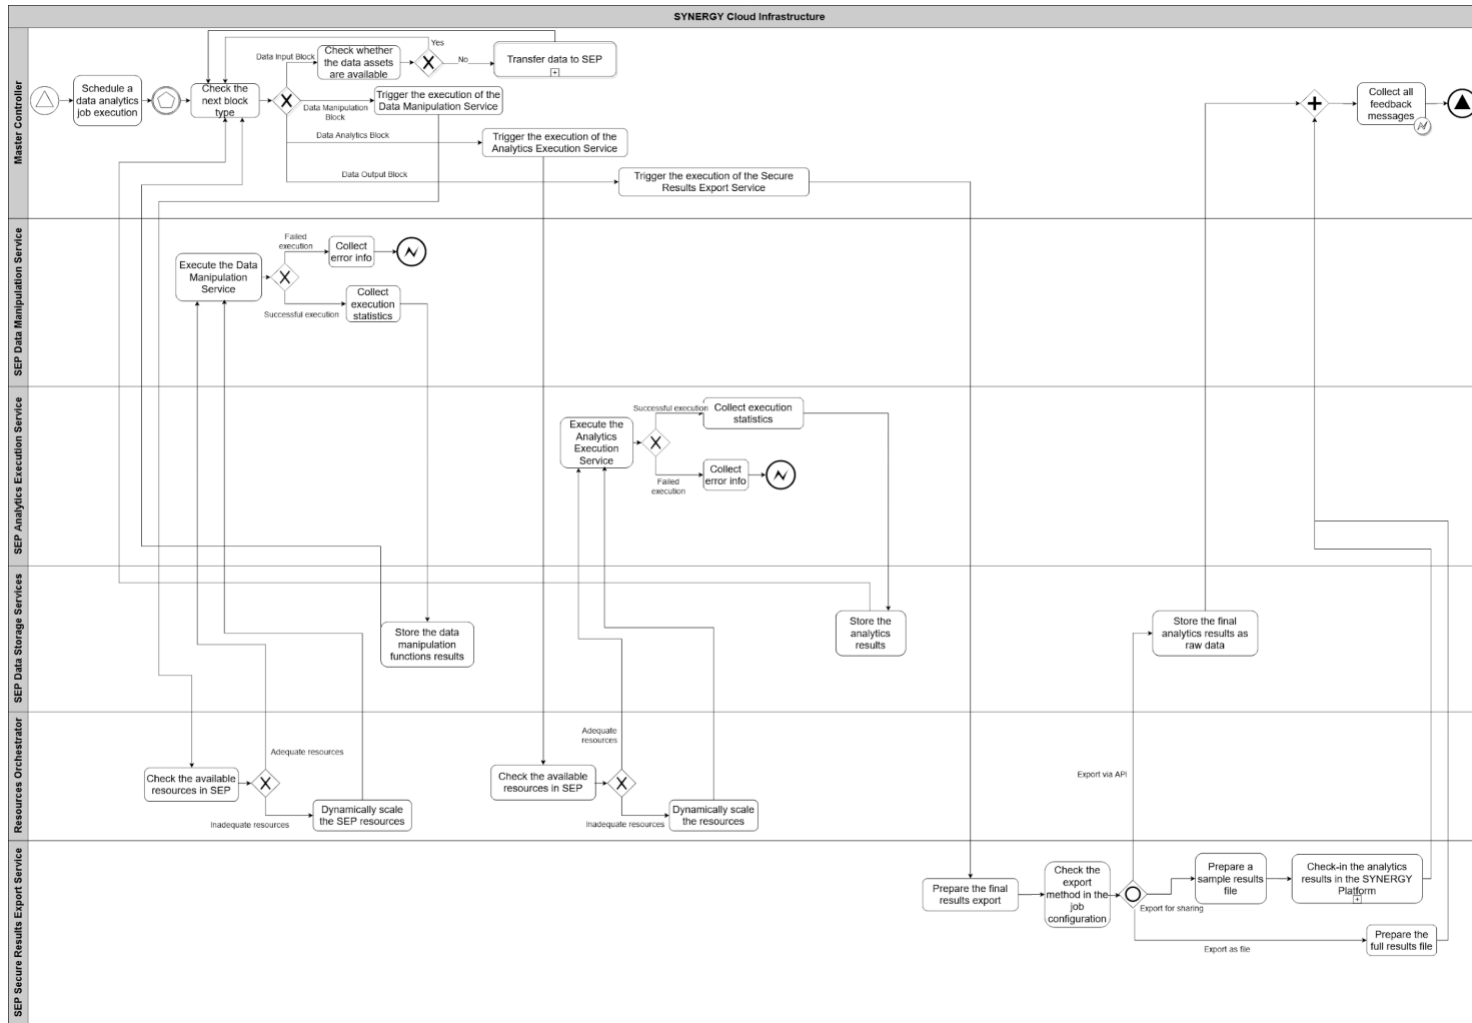 SYNERGY Cloud Infrastructure
Master Controller
Schedule a
data analytics
job execution
Check the
next block
type
Data Input Block
Check whether
the data assets
are available
Yes
No
Transfer data to SEP
Data Manipulation
Block
Trigger the execution of the
Data Manipulation Service
Data Analytics Block
Trigger the execution of the
Analytics Execution Service
Data Output Block
Trigger the execution of the Secure
Results Export Service
Collect all
feedback
messages
SEP Data Manipulation Service
Execute the Data
Manipulation
Service
Failed
execution
Collect
error info
Successful execution
Collect
execution
statistics
SEP Analytics Execution Service
Execute the
Analytics
Execution
Service
Successful execution
Collect execution
statistics
Failed
execution
Collect
error info
SEP Data Storage Services
Store the data
manipulation
functions results
Store the
analytics
results
Store the final
analytics results as
raw data
Resources Orchestrator
Check the available
resources in SEP
Adequate resources
Inadequate resources
Dynamically scale
the SEP resources
Check the available
resources in SEP
Adequate
resources
Inadequate resources
Dynamically scale
the resources
Export via API
SEP Secure Results Export Service
Prepare the final
results export
Check the
export
method in the
job
configuration
Export for sharing
Prepare a
sample results
file
Check-in the analytics
results in the SYNERGY
Platform
Export as file
Prepare the
full results file